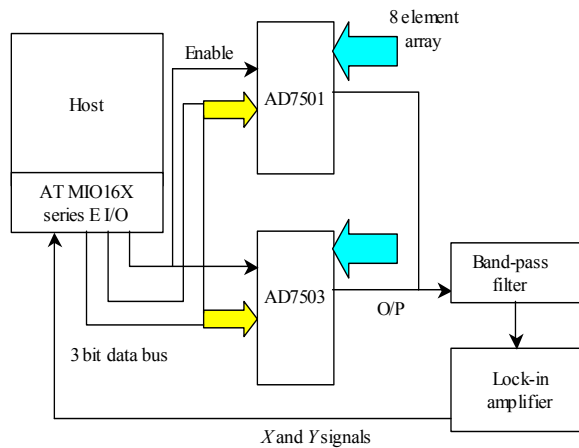 8 element
array
Enable
Host
AD7501
AT MIO16X
series E I/O
AD7503
Band-pass
filter
O/P
3 bit data bus
Lock-in
amplifier
X and Y signals